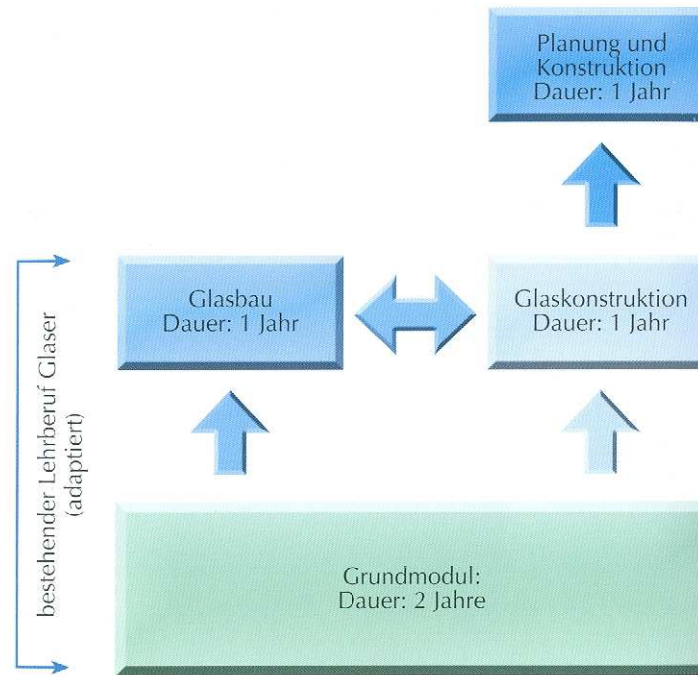 Planung und
Konstruktion
Dauer: 1 Jahr
Glasbau
Dauer: 1 Jahr
Glaskonstruktion
Dauer: 1 Jahr
bestehender Lehrberuf Glaser
(adaptiert)
Grundmodul:
Dauer: 2 Jahre